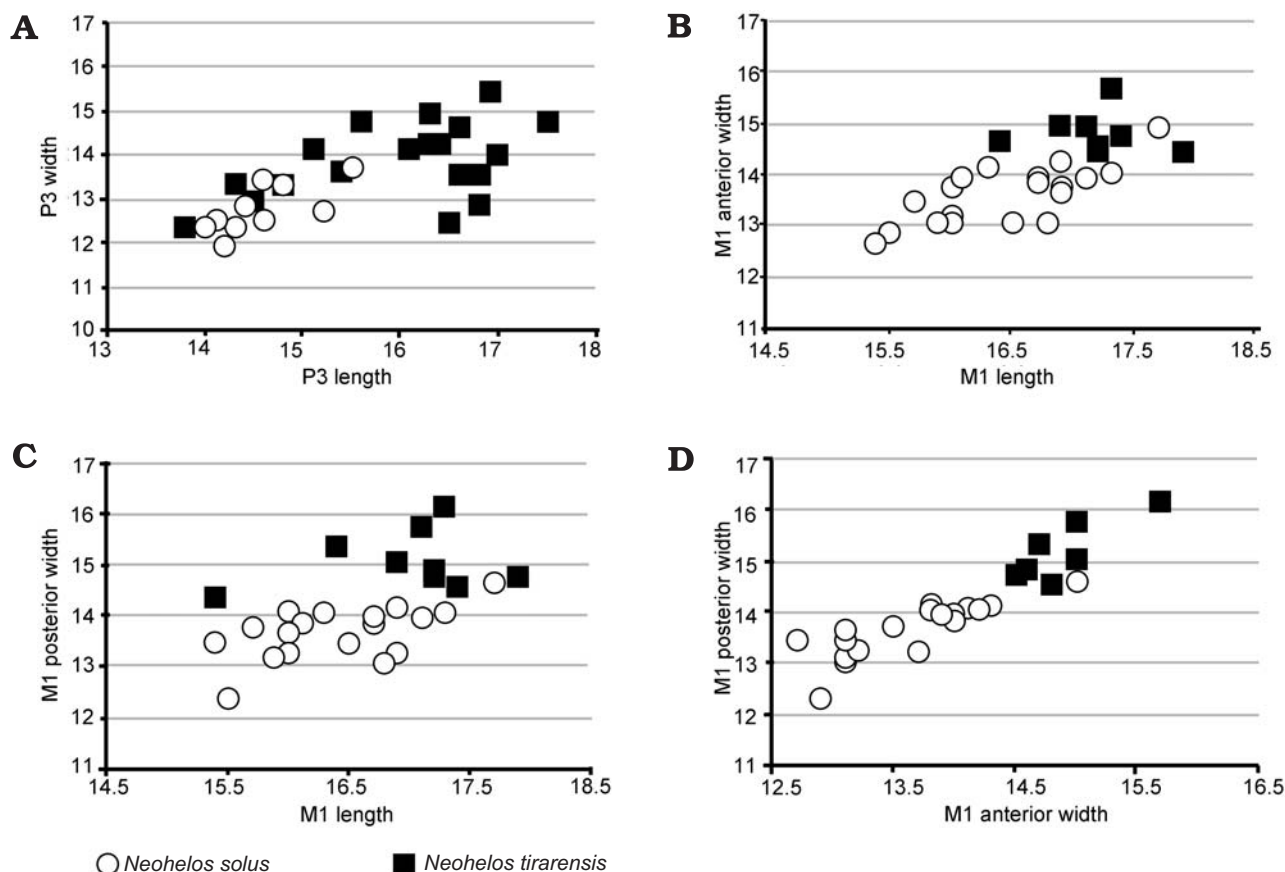 A
17
16
15
14
13
12
11
10
P3 width
13 14 15 16 17 18
P3 length
B
17
16
15
14
13
12
11
M1 anterior width
14.5 15.5 16.5 17.5 18.5
M1 length
C
17
16
15
14
13
12
11
M1 posterior width
14.5 15.5 16.5 17.5 18.5
M1 length
D
17
16
15
14
13
12
11
M1 posterior width
12.5 13.5 14.5 15.5 16.5
M1 anterior width
Neohelos solus Neohelos tirarensis